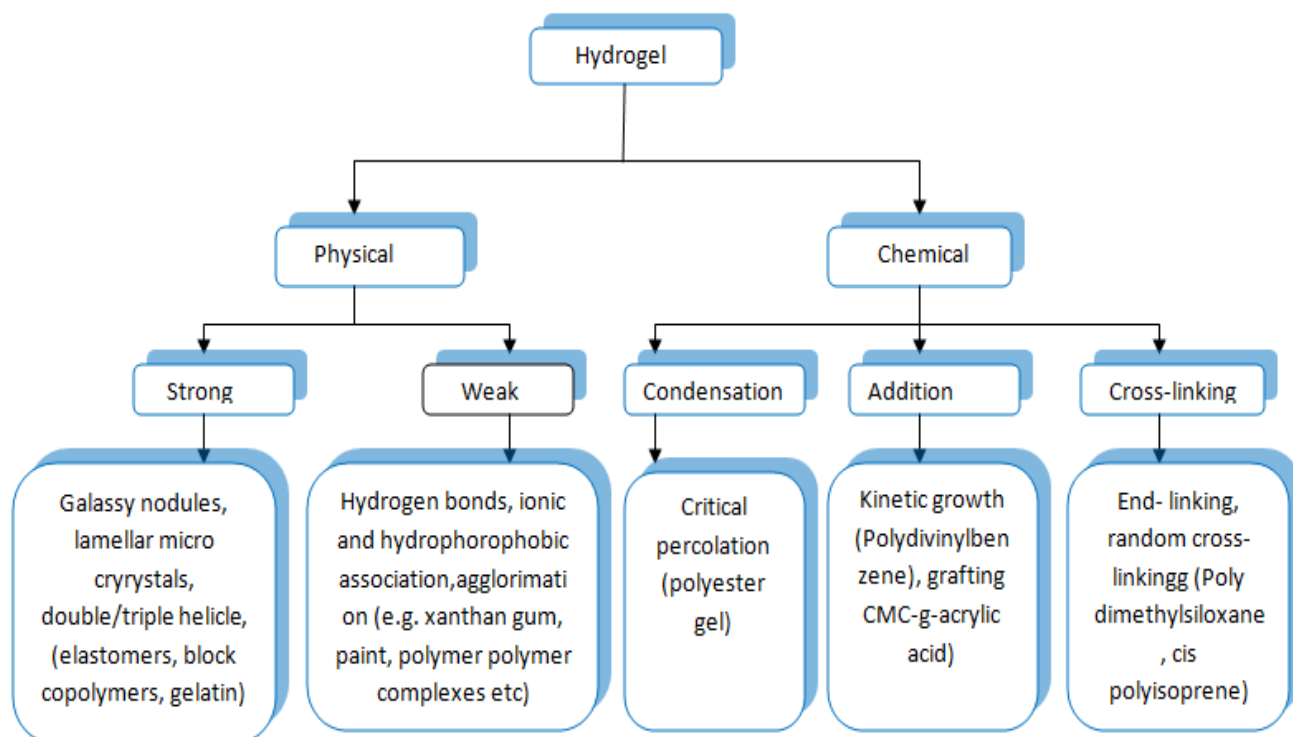 Hydrogel
Physical
Chemical
Strong
Weak
Condensation
Addition
Cross-linking
Galassy nodules,
lamellar micro
cryrystals,
double/triple helicle,
(elastomers, block
copolymers, gelatin)
Hydrogen bonds, ionic
and hydrophorophobic
association,agglorimati
on (e.g. xanthan gum,
paint, polymer polymer
complexes etc)
Critical
percolation
(polyester
gel)
Kinetic growth
(Polydivinylben
zene), grafting
CMC-g-acrylic
acid)
End- linking,
random cross-
linkingg (Poly
dimethylsiloxane
, cis
polyisoprene)